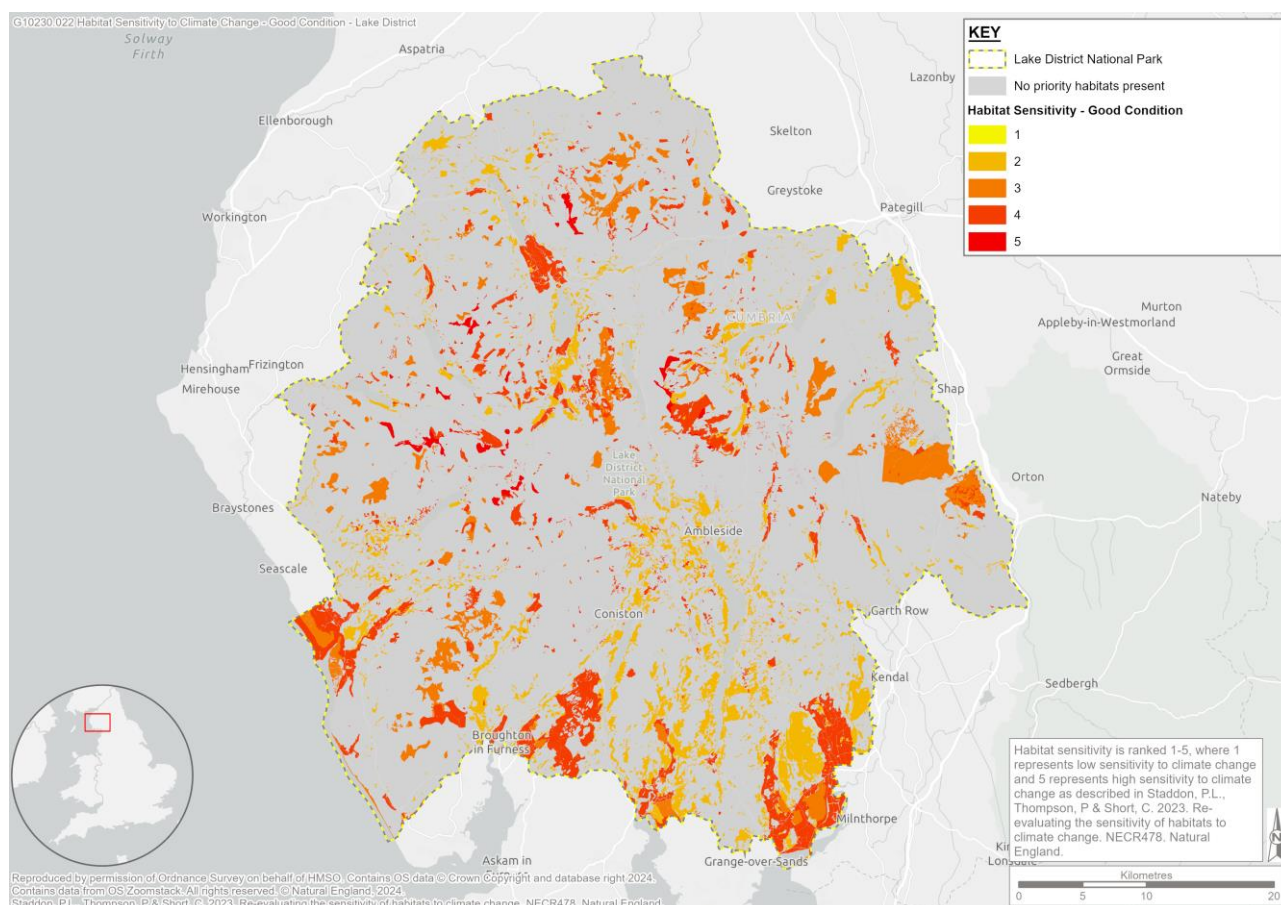 G10230.022 Habitat Sensitivity to Climate Change - Good Condition - Lake District
Solway
Firth
Aspatria
Lazonby
Ellenborough
Skelton
Greystoke
Workington
Pategill
KEY
Lake District National Park
No priority habitats present
Habitat Sensitivity - Good Condition
1
2
3
4
5
CUMBRIA
Murton
Appleby-in-Westmorland
Great
Ormside
Hensingham
Frizington
Mirehouse
Shap
Lake
District
National
Park
Orton
Nateby
Braystones
Ambleside
Seascale
Coniston
Garth Row
Kendal
Sedbergh
Broughton
in Furness
Milnthorpe
Grange-over-Sands
Askam in
Lonsdale
Habitat sensitivity is ranked 1-5, where 1
represents low sensitivity to climate change
and 5 represents high sensitivity to climate
change as described in Staddon, P.L.,
Thompson, P & Short, C. 2023. Re-
evaluating the sensitivity of habitats to
climate change. NECR478. Natural
England.
N
Kilometres
0 5 10 20
Reproduced by permission of Ordnance Survey on behalf of HMSO. Contains OS data © Crown Copyright and database right 2024.
Contains data from OS Zoomstack. All rights reserved. © Natural England. 2024.
Staddon, P.L., Thompson, P & Short, C. 2023. Re-evaluating the sensitivity of habitats to climate change. NECR478. Natural England.